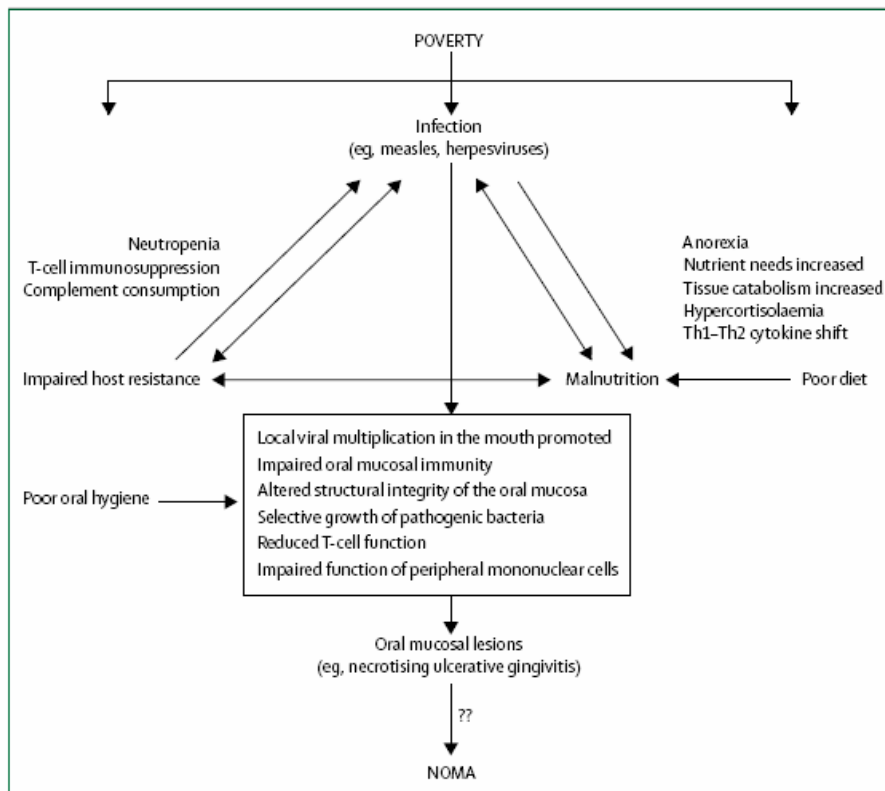 POVERTY
Infection
(eg, measles, herpesviruses)
Neutropenia
T-cell immunosuppression
Complement consumption
Anorexia
Nutrient needs increased
Tissue catabolism increased
Hypercortisolaemia
Th1–Th2 cytokine shift
Impaired host resistance
Malnutrition
Poor diet
Local viral multiplication in the mouth promoted
Impaired oral mucosal immunity
Altered structural integrity of the oral mucosa
Selective growth of pathogenic bacteria
Reduced T-cell function
Impaired function of peripheral mononuclear cells
Poor oral hygiene
Oral mucosal lesions
(eg, necrotising ulcerative gingivitis)
??
NOMA